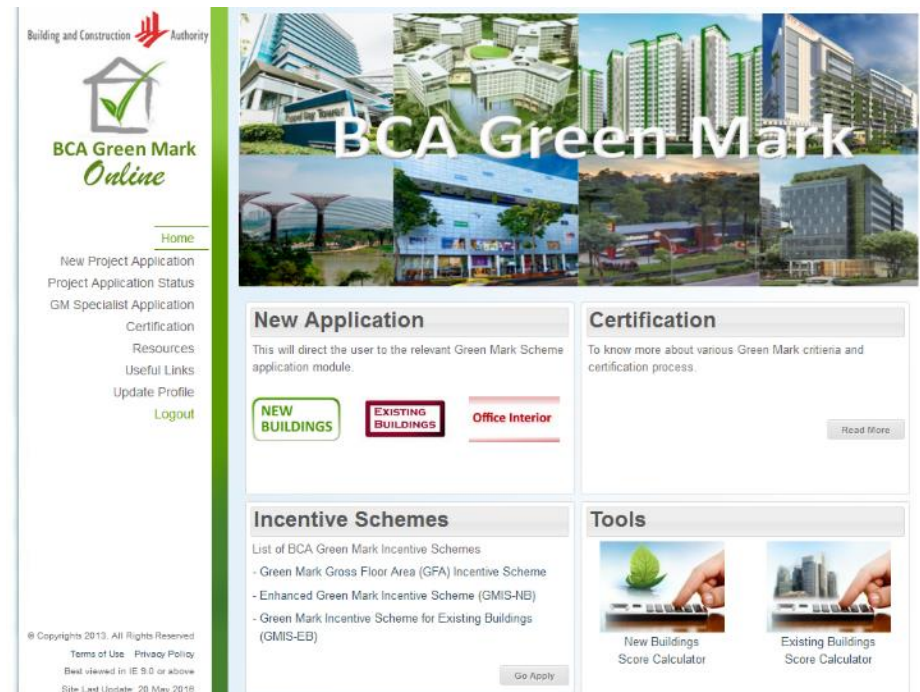 Building and Construction Authority
BCA Green Mark
Online
Home
New Project Application
Project Application Status
GM Specialist Application
Certification
Resources
Useful Links
Update Profile
Logout
® Copyrights 2013. All Rights Reserved
Terms of Use Privacy Policy
Best viewed in IE 9.0 or above
Site Last Update: 20 May 2016
BCA Green Mark
New Application
This will direct the user to the relevant Green Mark Scheme
application module.
NEW
BUILDINGS
EXISTING
BUILDINGS
Office Interior
Certification
To know more about various Green Mark critieria and
certification process.
Read More
Incentive Schemes
List of BCA Green Mark Incentive Schemes
- Green Mark Gross Floor Area (GFA) Incentive Scheme
- Enhanced Green Mark Incentive Scheme (GMIS-NB)
- Green Mark Incentive Scheme for Existing Buildings
(GMIS-EB)
Go Apply
Tools
New Buildings
Score Calculator
Existing Buildings
Score Calculator